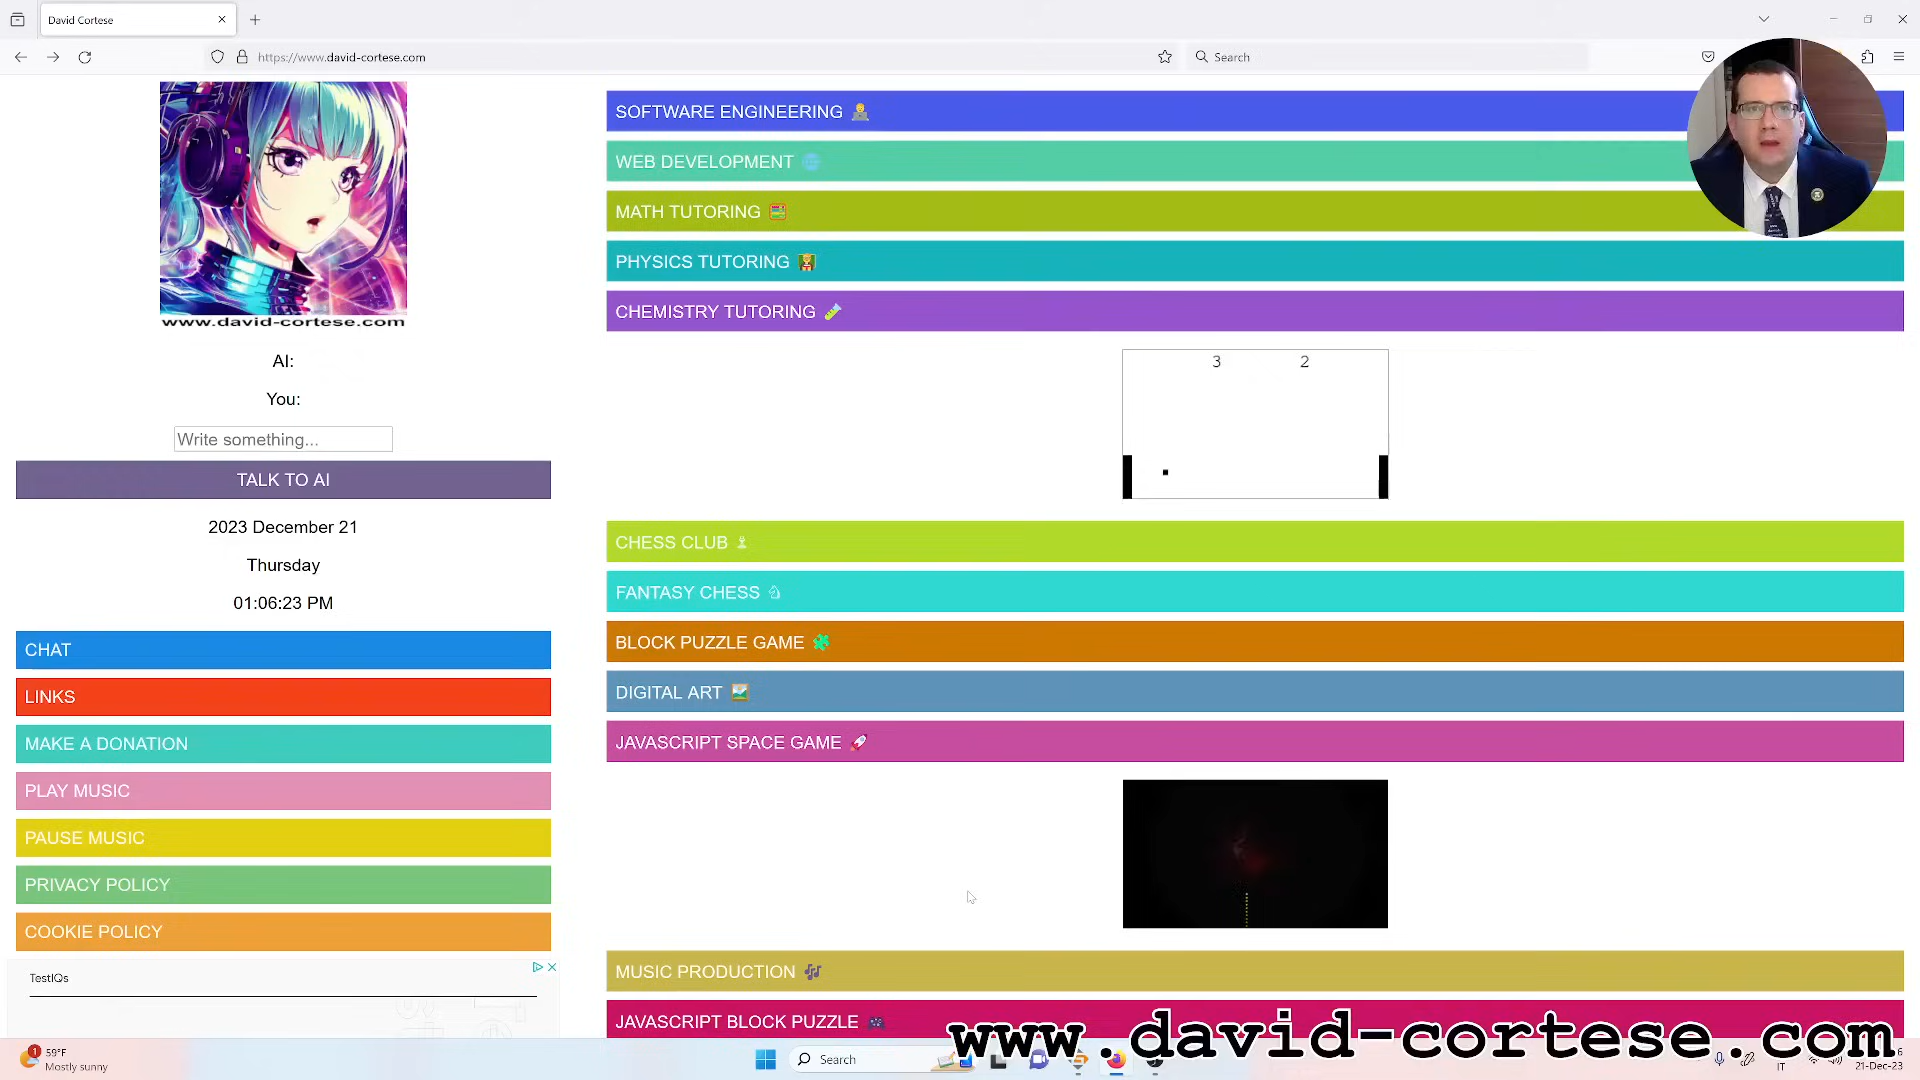 David Cortese
https://www.david-cortese.com
Search
www.david-cortese.com
AI:
You:
Write something...
TALK TO AI
2023 December 21
Thursday
01:06:23 PM
CHAT
LINKS
MAKE A DONATION
PLAY MUSIC
PAUSE MUSIC
PRIVACY POLICY
COOKIE POLICY
TestIQs
SOFTWARE ENGINEERING
WEB DEVELOPMENT
MATH TUTORING
PHYSICS TUTORING
CHEMISTRY TUTORING
3 2
CHESS CLUB
FANTASY CHESS
BLOCK PUZZLE GAME
DIGITAL ART
JAVASCRIPT SPACE GAME
MUSIC PRODUCTION
JAVASCRIPT BLOCK PUZZLE
www.david-cortese.com
1
59°F
Mostly sunny
Search
IT
21-Dec-23